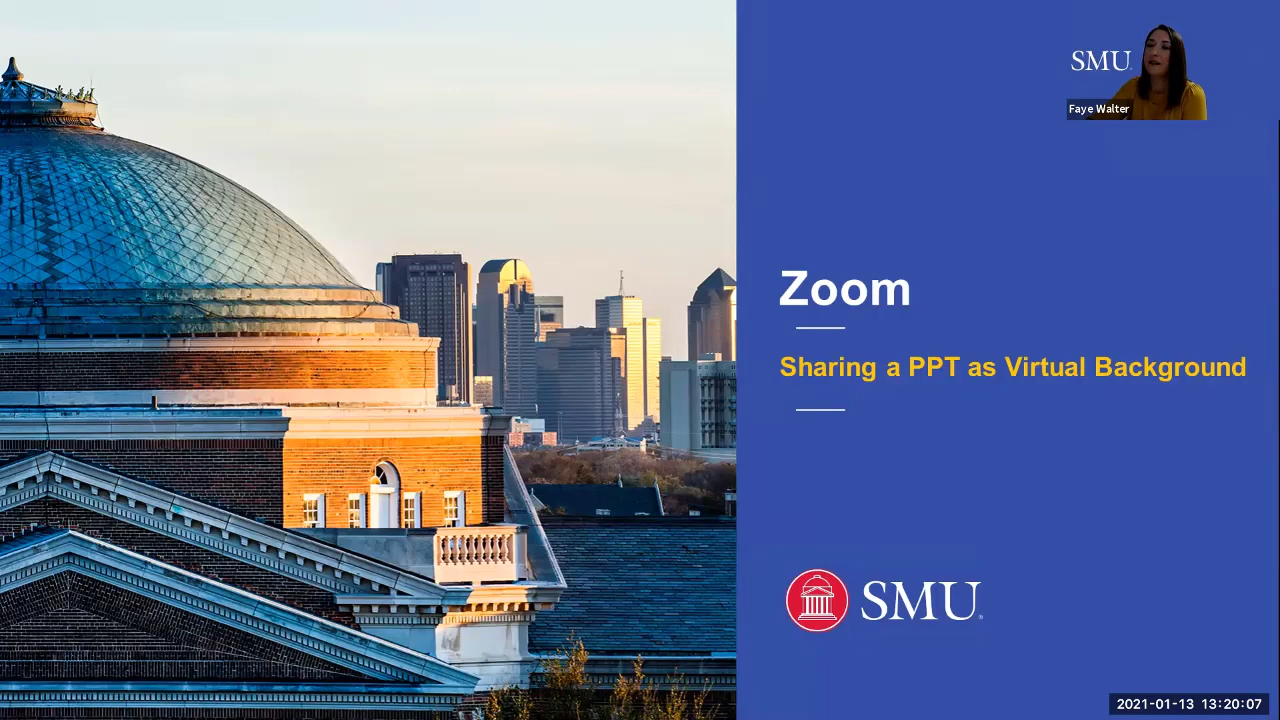 SMU
Faye Walter
Zoom
Sharing a PPT as Virtual Background
SMU
2021-01-13 13:20:07